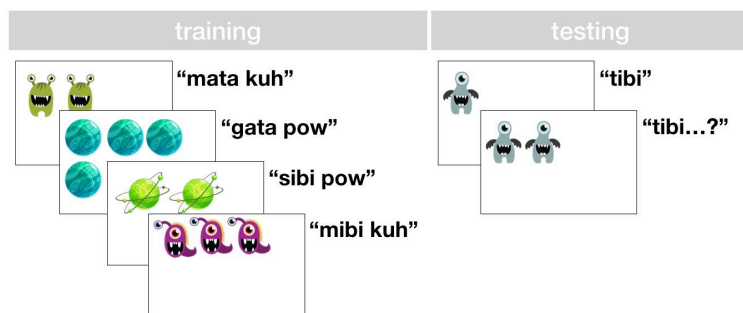 training
testing
"mata kuh"
"gata pow"
"sibi pow"
"mibi kuh"
"tibi"
"tibi...?"